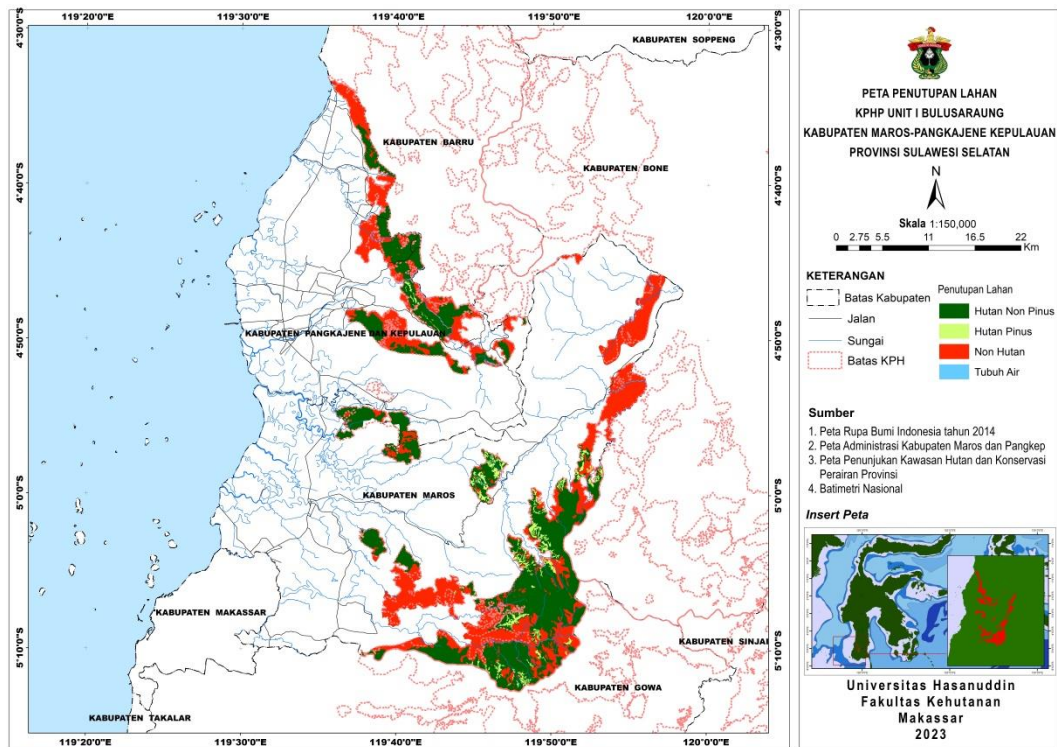 119°20'0"E 119°30'0"E 119°40'0"E 119°50'0"E 120°0'0"E
4°30'0"S
4°40'0"S
4°50'0"S
5°0'0"S
5°10'0"S
KABUPATEN SOPPENG
KABUPATEN BARRU
KABUPATEN BONE
KABUPATEN PANGKAJENE DAN KEPULAUAN
KABUPATEN MAROS
KABUPATEN MAKASSAR
KABUPATEN SINJAI
KABUPATEN GOWA
KABUPATEN TAKALAR
4°30'0"S
4°40'0"S
4°50'0"S
5°0'0"S
5°10'0"S
119°20'0"E 119°30'0"E 119°40'0"E 119°50'0"E 120°0'0"E
PETA PENUTUPAN LAHAN
KPHP UNIT I BULUSARAUNG
KABUPATEN MAROS-PANGKAJENE KEPULAUAN
PROVINSI SULAWESI SELATAN
N
Skala 1:150,000
0 2.75 5.5 11 16.5 22
Km
KETERANGAN
Batas Kabupaten
Jalan
Sungai
Batas KPH
Penutupan Lahan
Hutan Non Pinus
Hutan Pinus
Non Hutan
Tubuh Air
Sumber
1. Peta Rupa Bumi Indonesia tahun 2014
2. Peta Administrasi Kabupaten Maros dan Pangkep
3. Peta Penunjukan Kawasan Hutan dan Konservasi
Perairan Provinsi
4. Batimetri Nasional
Insert Peta
Universitas Hasanuddin
Fakultas Kehutanan
Makassar
2023